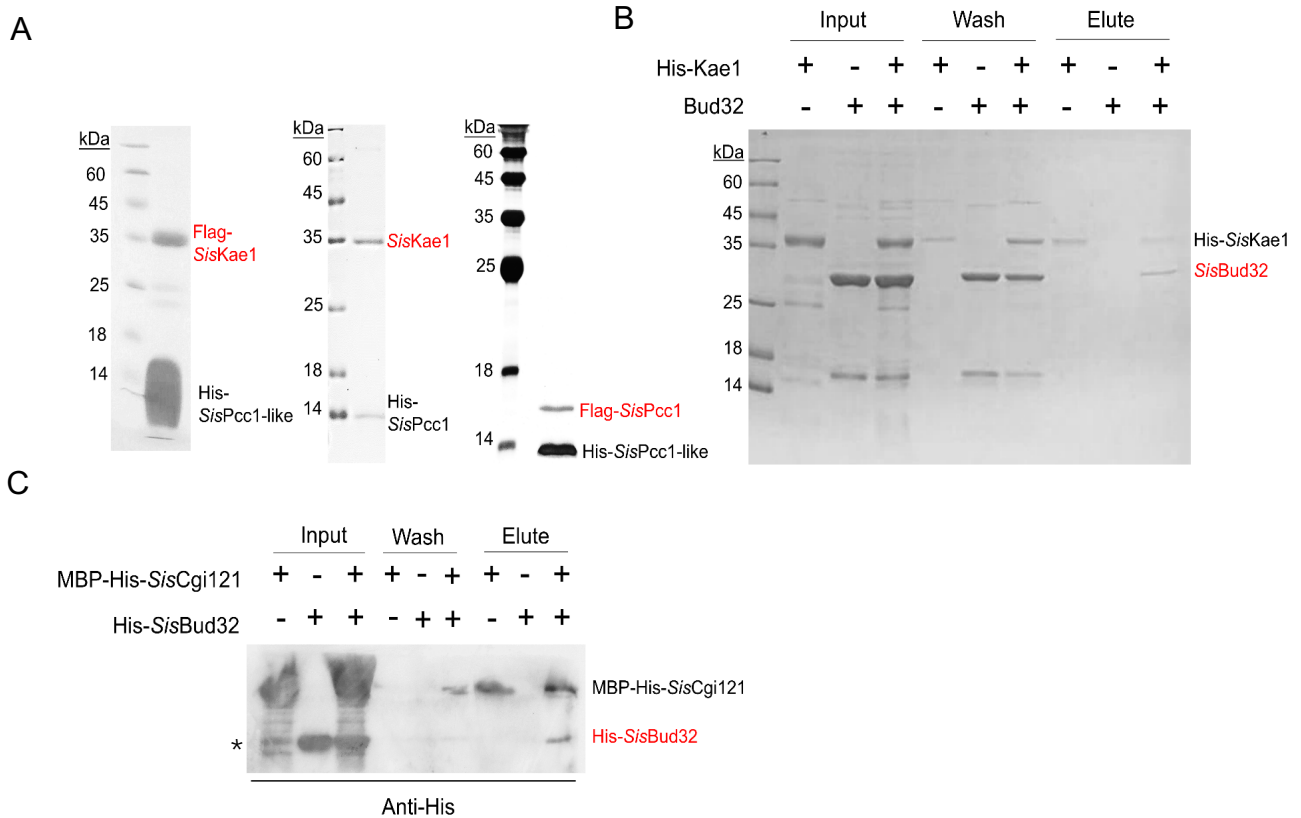 A
kDa
60
45
35
25
18
14
Flag-
SisKae1
His-
SisPcc1-like
kDa
60
45
35
25
18
14
SisKae1
His-
SisPcc1
kDa
60
45
35
25
18
14
Flag-SisPcc1
His-SisPcc1-like
B
Input Wash Elute
His-Kae1 + - + + - + + - +
Bud32 - + + - + + - + +
kDa
60
45
35
25
18
14
His-SisKae1
SisBud32
C
Input Wash Elute
MBP-His-SisCgi121 + - + + - + + - +
His-SisBud32 - + + - + + - + +
MBP-His-SisCgi121
* His-SisBud32
Anti-His